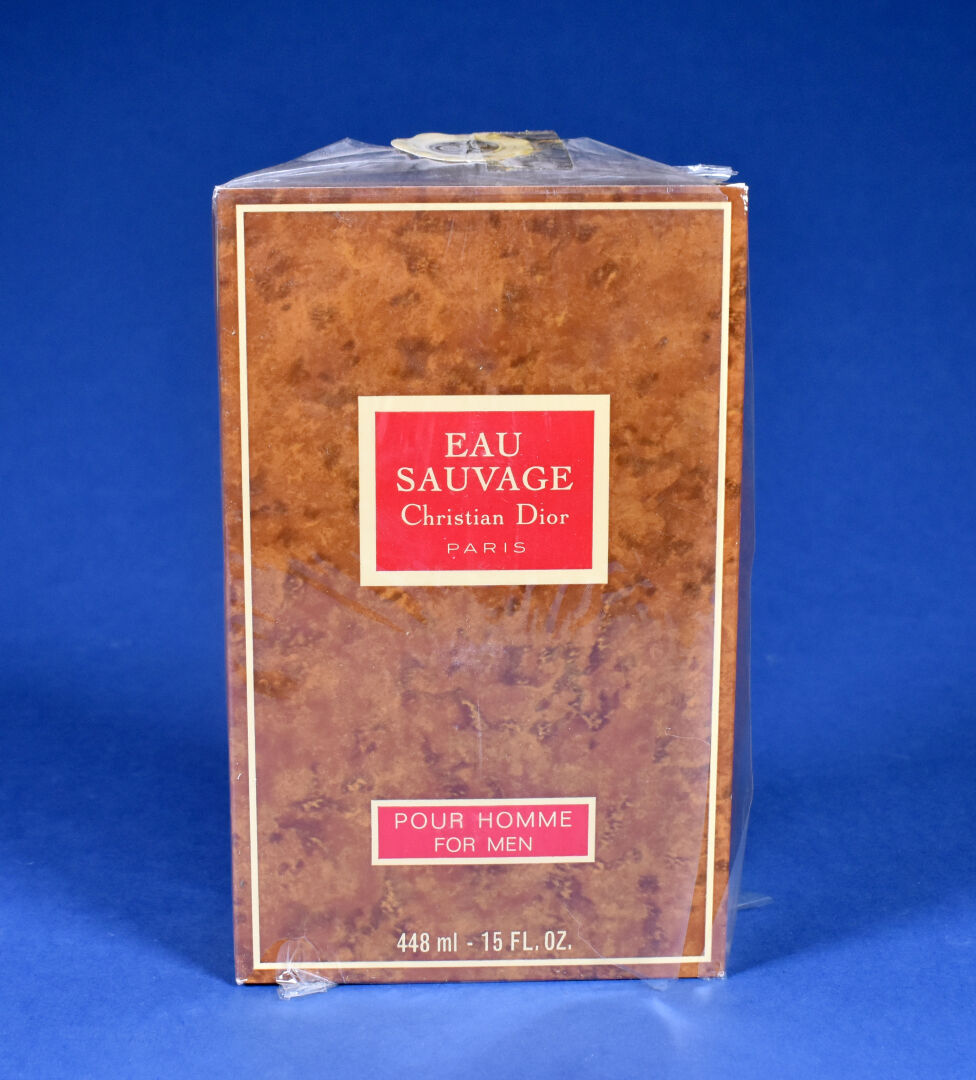 EAU
SAUVAGE
Christian Dior
PARIS
POUR HOMME
FOR MEN
448 ml - 15 FL. OZ.